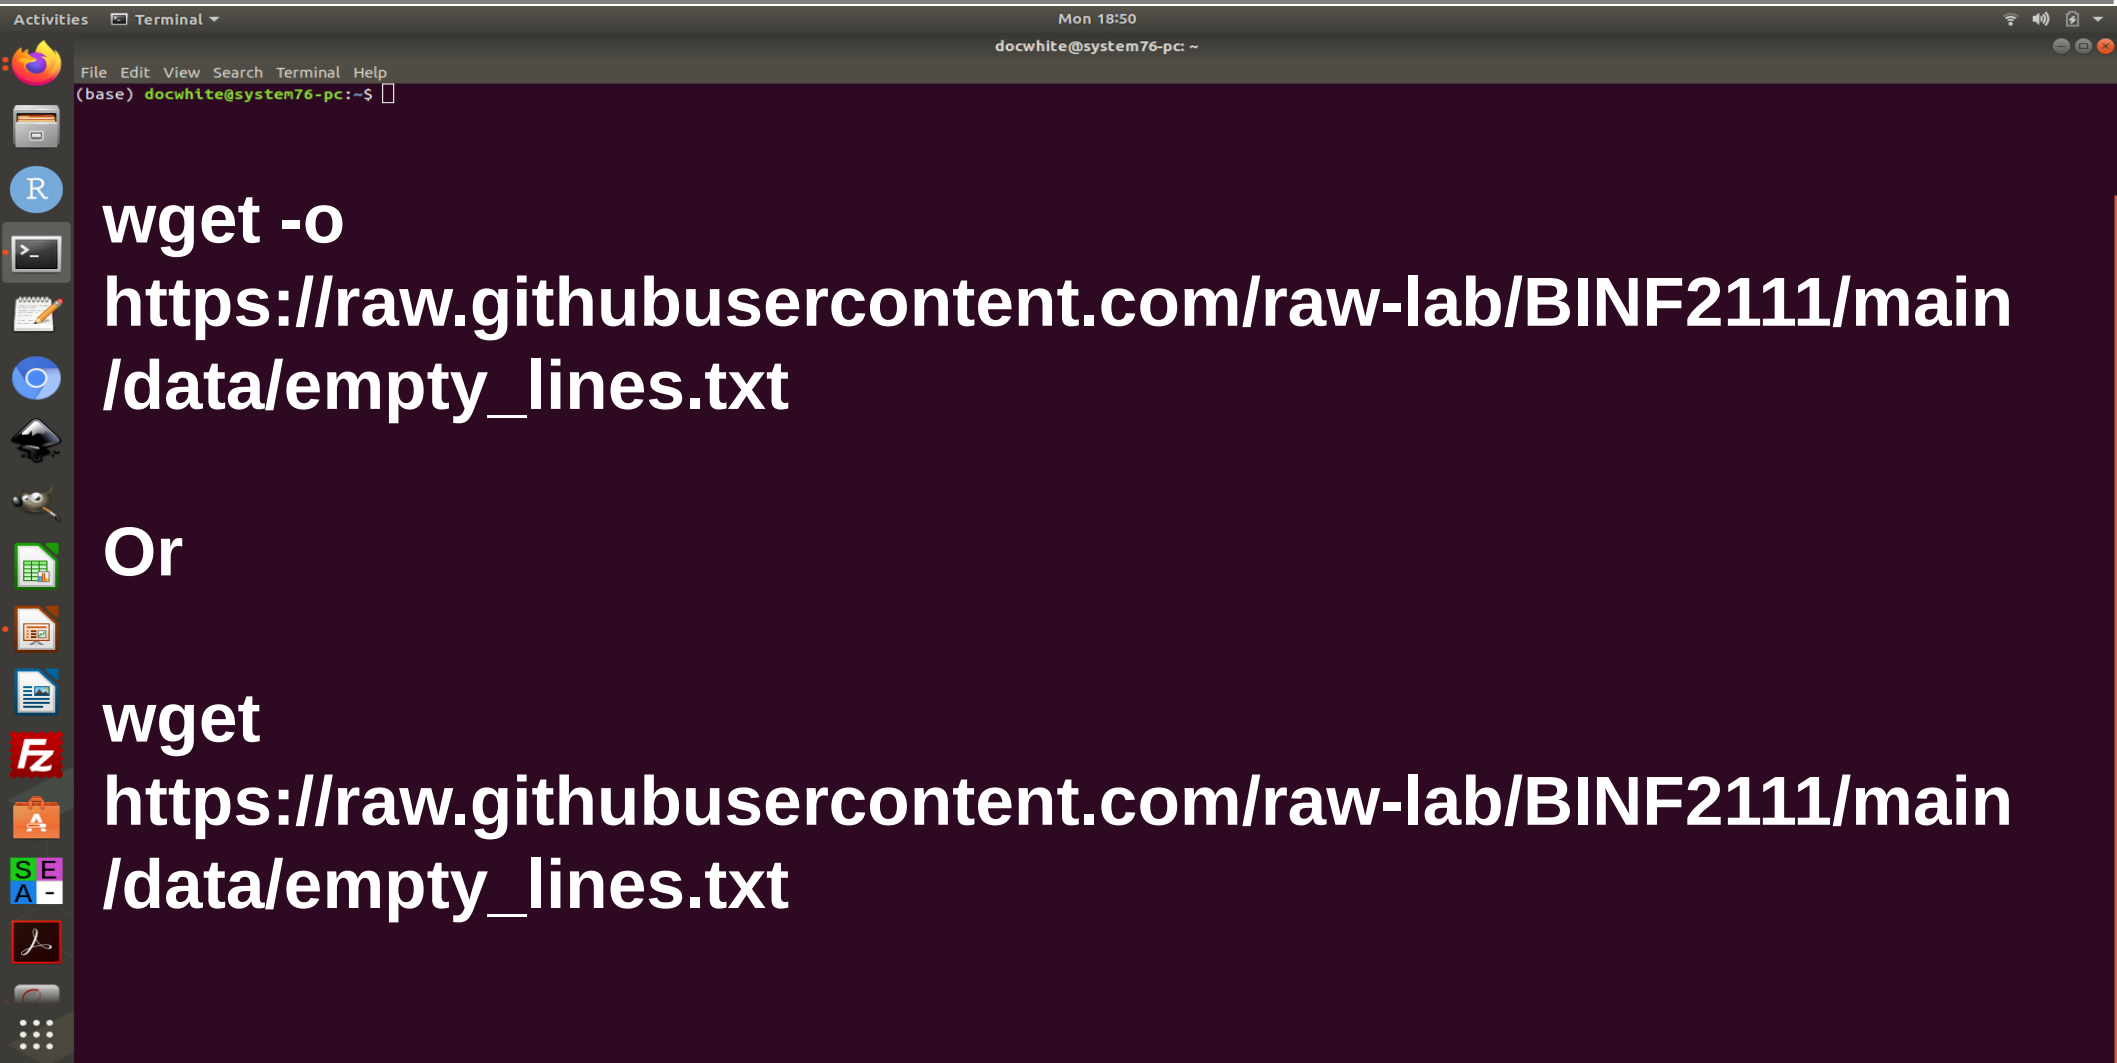 Activities Terminal Mon 18:50
docwhite@system76-pc: ~
File Edit View Search Terminal Help
(base) docwhite@system76-pc:~$
R
wget -o
https://raw.githubusercontent.com/raw-lab/BINF2111/main
/data/empty_lines.txt
Or
wget
https://raw.githubusercontent.com/raw-lab/BINF2111/main
/data/empty_lines.txt
Fz
A
S E
A -